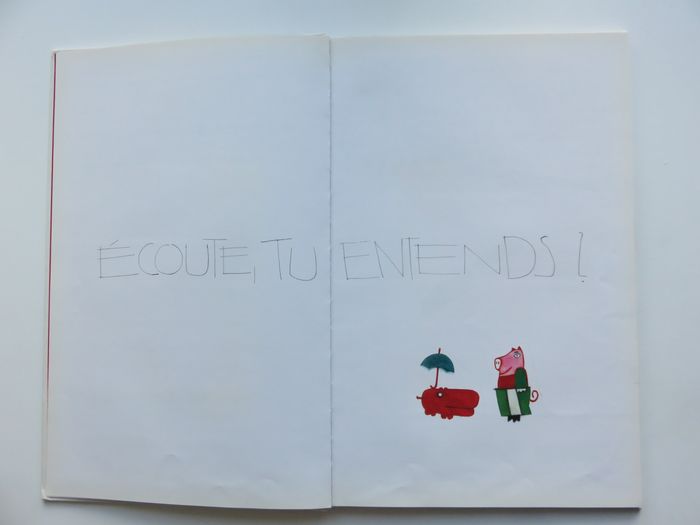 ÉCOUTE, TU ENTENDS ?